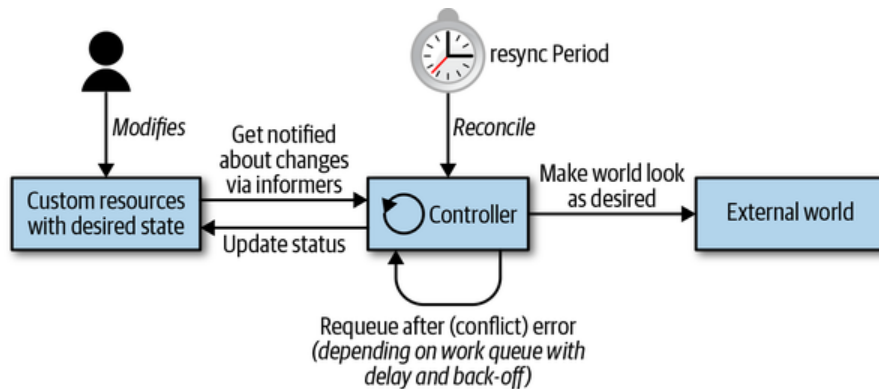 resync Period
Modifies
Reconcile
Get notified
about changes
via informers
Make world look
as desired
Custom resources
with desired state
Controller
External world
Update status
Requeue after (conflict) error
(depending on work queue with
delay and back-off)